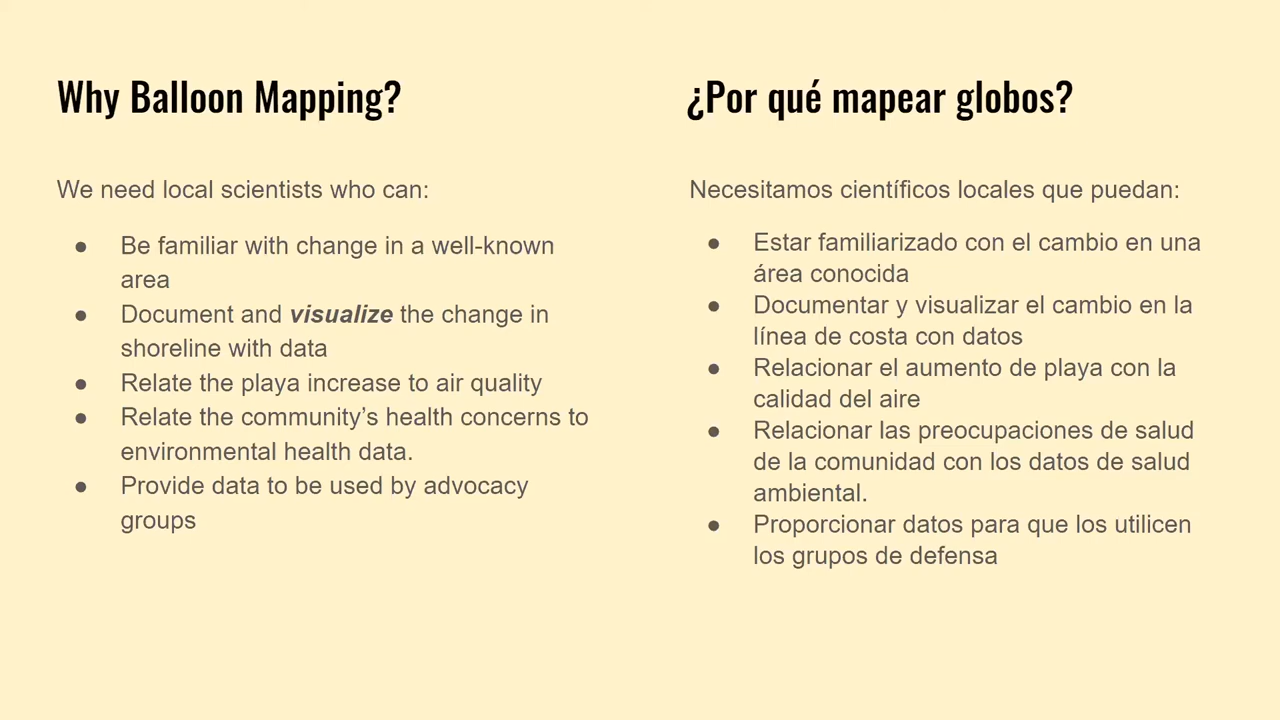 Why Balloon Mapping?
We need local scientists who can:
● Be familiar with change in a well-known
area
● Document and visualize the change in
shoreline with data
● Relate the playa increase to air quality
● Relate the community’s health concerns to
environmental health data.
● Provide data to be used by advocacy
groups
¿Por qué mapear globos?
Necesitamos científicos locales que puedan:
● Estar familiarizado con el cambio en una
área conocida
● Documentar y visualizar el cambio en la
línea de costa con datos
● Relacionar el aumento de playa con la
calidad del aire
● Relacionar las preocupaciones de salud
de la comunidad con los datos de salud
ambiental.
● Proporcionar datos para que los utilicen
los grupos de defensa